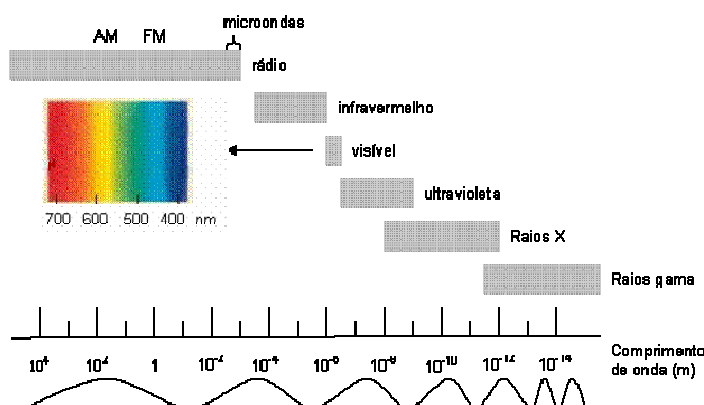 microondas
AM FM
rádio
infravermelho
visível
ultravioleta
700 600 500 400 nm
Raios X
Raios gama
10⁴ 10² 1 10⁻² 10⁻⁴ 10⁻⁶ 10⁻⁸ 10⁻¹⁰ 10⁻¹² 10⁻¹⁴
Comprimento
de onda (m)